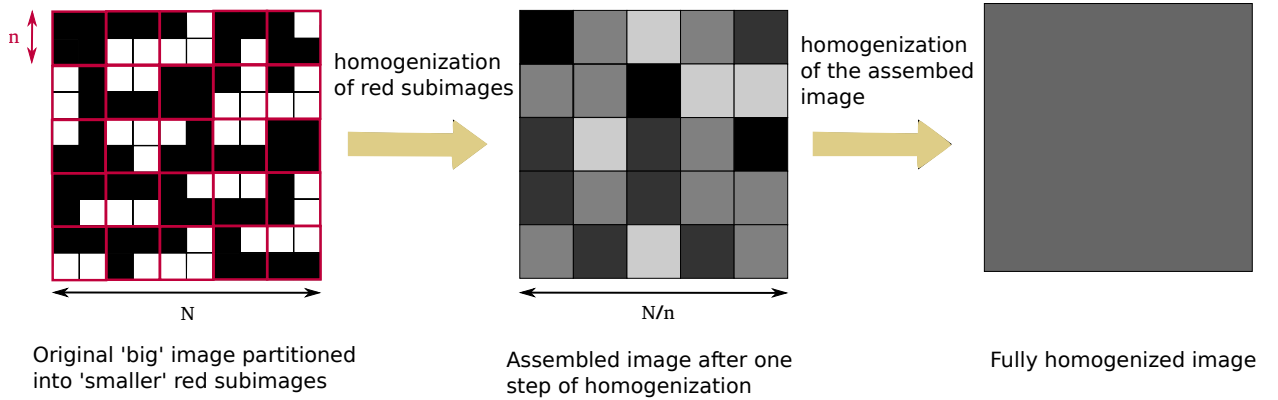 n
homogenization
of red subimages
homogenization
of the assembed
image
N
N/n
Original 'big' image partitioned
into 'smaller' red subimages
Assembled image after one
step of homogenization
Fully homogenized image